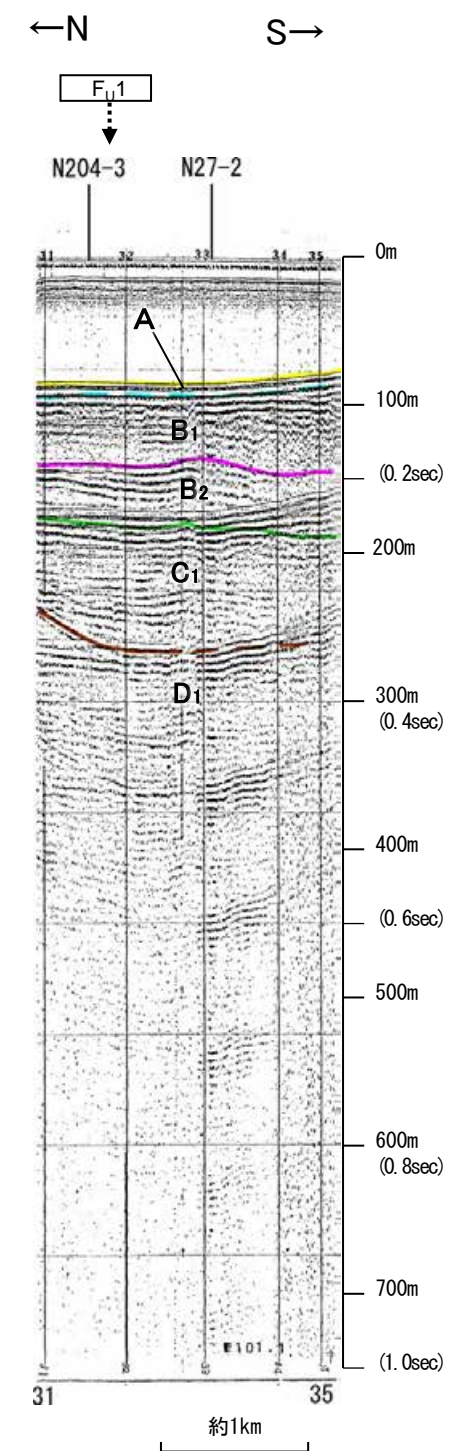 ←N S→
FU1
N204-3 N27-2
31 32 33 34 35
0m
A
100m
B1
(0.2sec)
B2
200m
C1
D1
300m
(0.4sec)
400m
(0.6sec)
500m
600m
(0.8sec)
700m
(1.0sec)
31 35
約1km